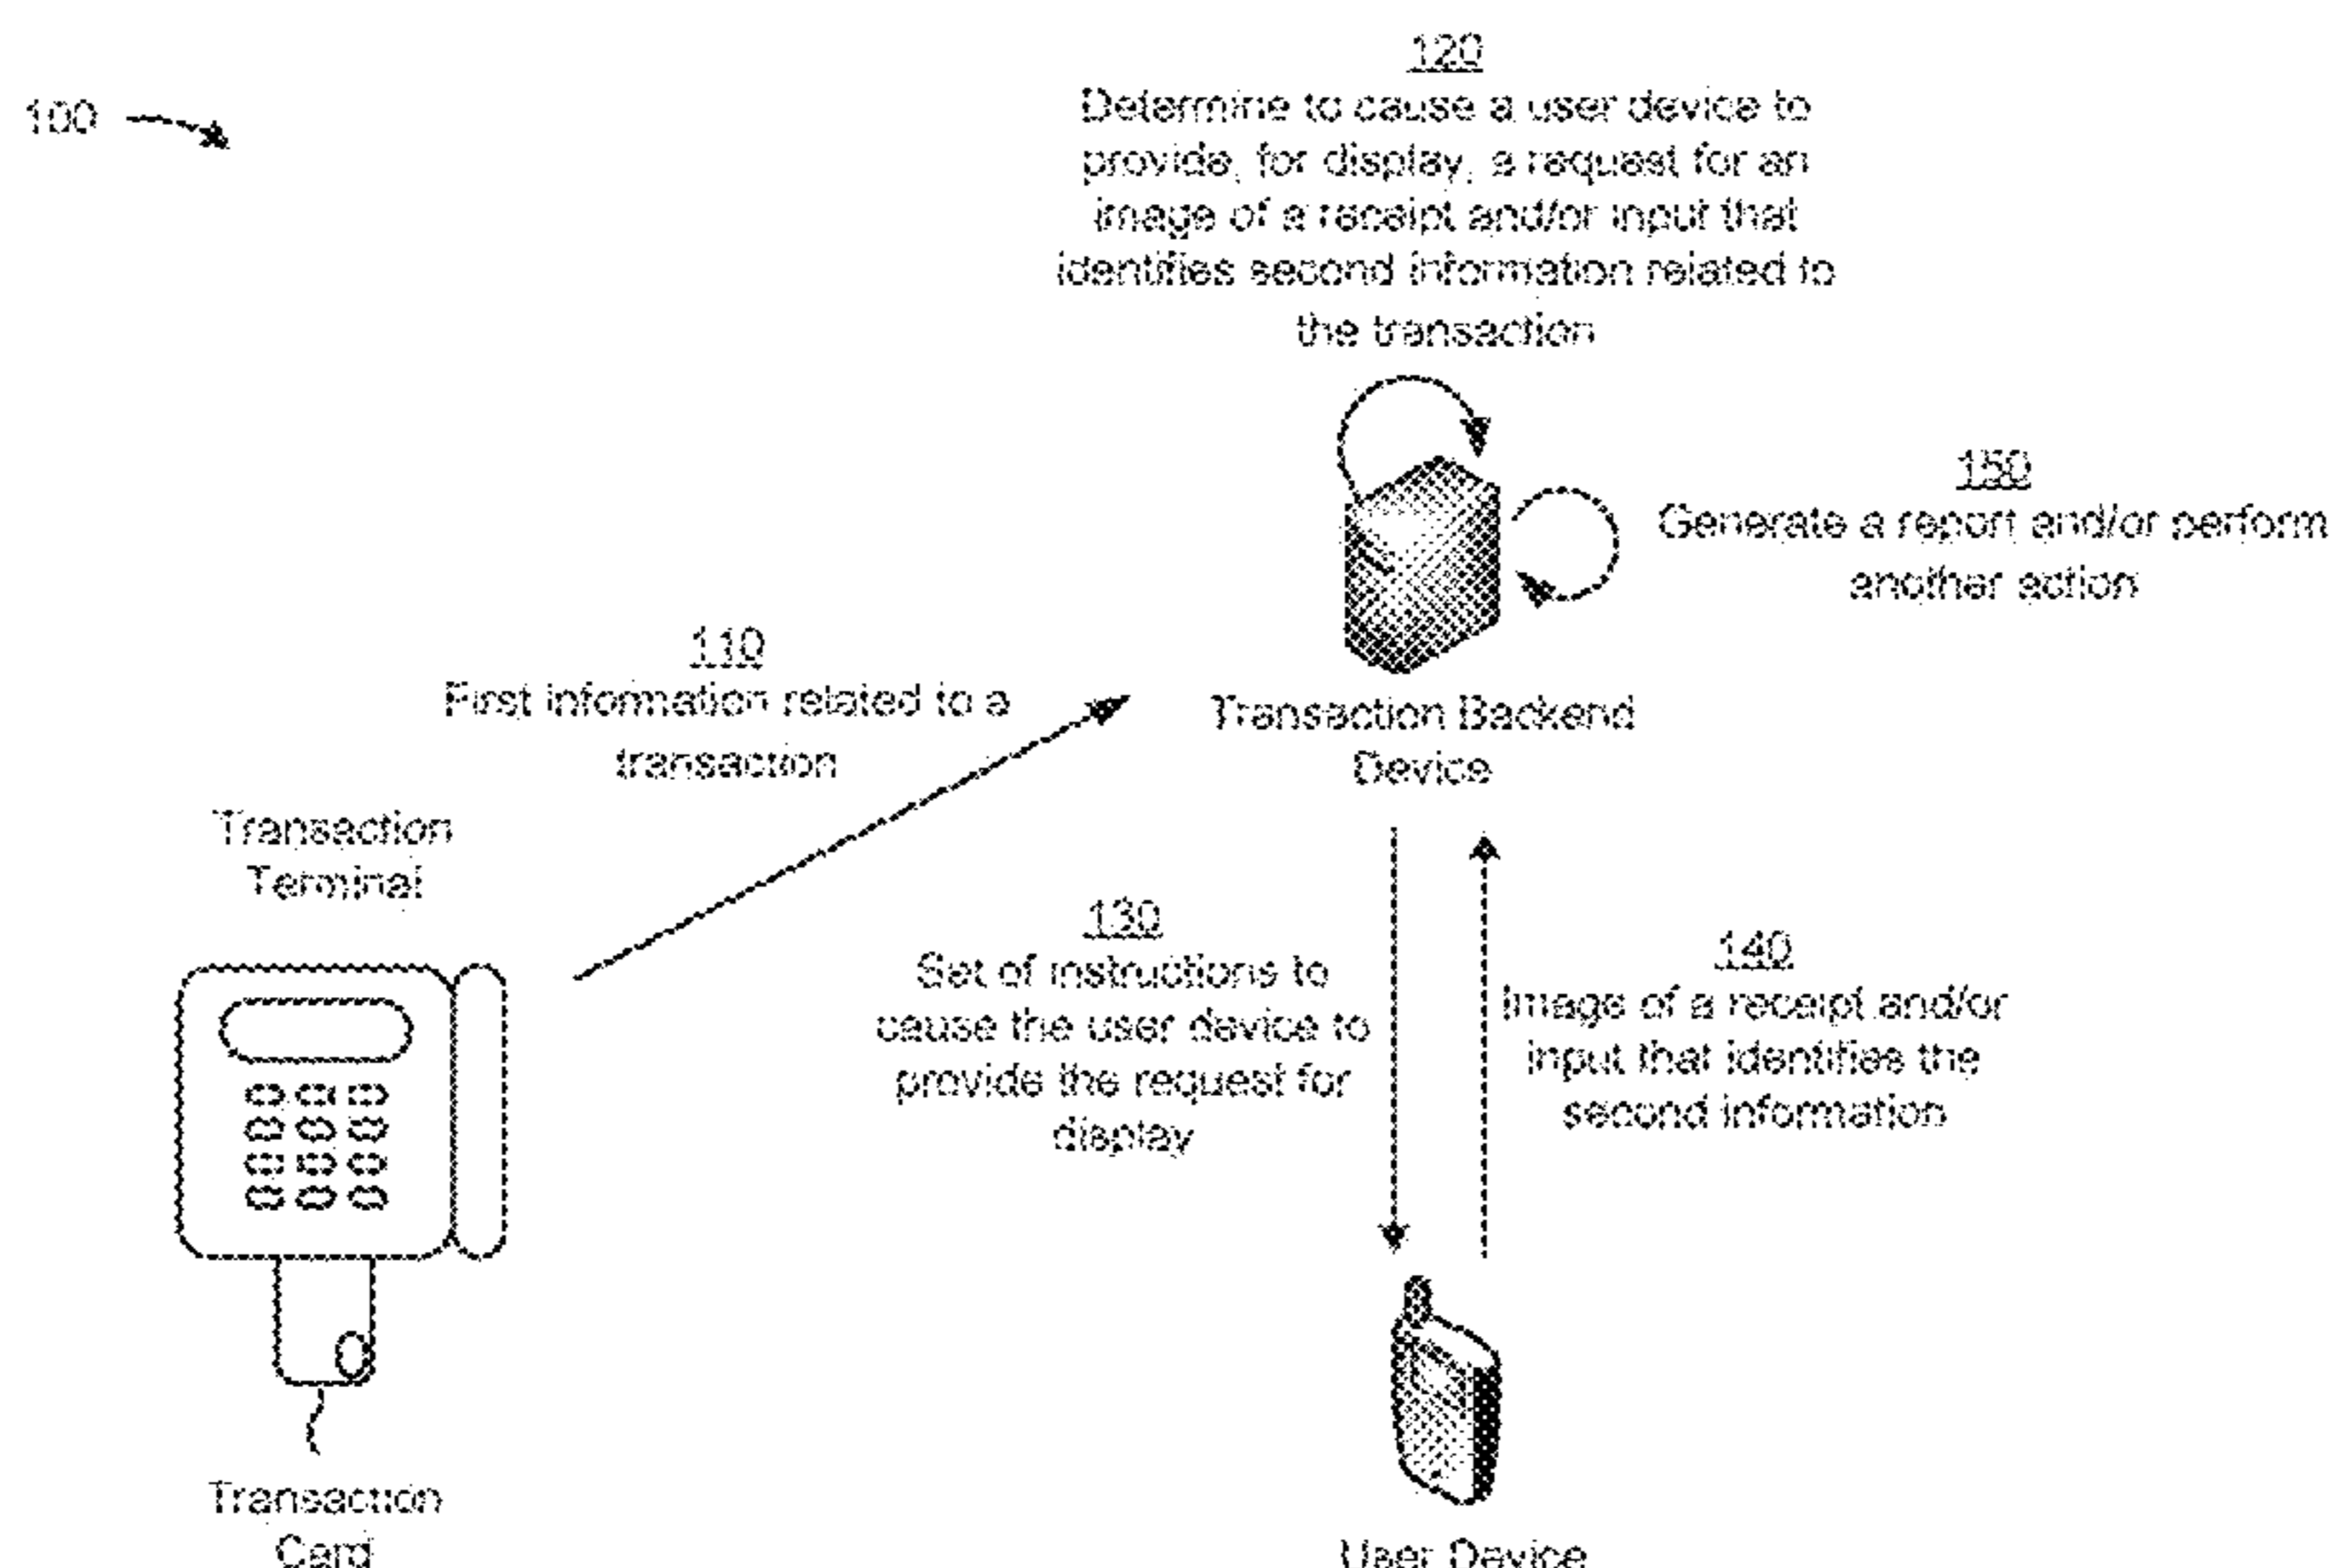 100
120
Determine to cause a user device to
provide, for display, a request for an
image of a receipt and/or input that
identifies second information related to
the transaction
150
Generate a report and/or perform
another action
110
First information related to a
transaction
Transaction Backend
Device
Transaction
Terminal
130
Set of instructions to
cause the user device to
provide the request for
display
140
Image of a receipt and/or
input that identifies the
second information
Transaction
Card
User Device